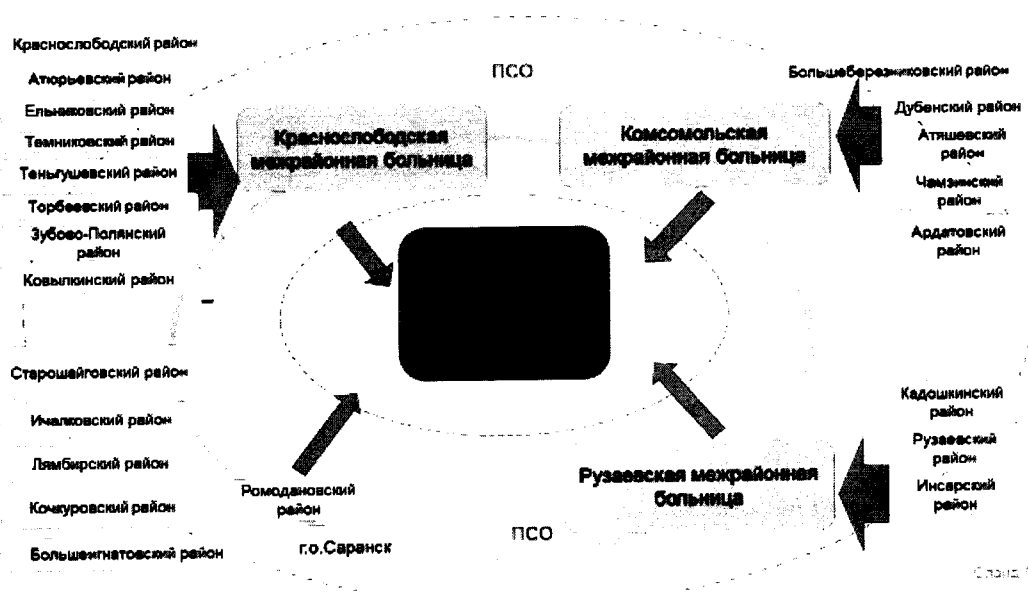 Краснослободский район
Атюрьевский район
Ельниковский район
Темниковский район
Теньгушевский район
Торбеевский район
Зубово-Полянский
район
Ковылкинский район
Старошайговский район
Ичалковский район
Лямбирский район
Кочкуровский район
Большеигнатовский район
ПСО
Краснослободская
межрайонная больница
Комсомольская
межрайонная больница
Большеберезниковский район
Дубенский район
Атяшевский
район
Чамзинский
район
Ардатовский
район
Ромодановский
район
г.о.Саранск
ПСО
Рузаевская межрайонная
больница
Кадошкинский
район
Рузаевский
район
Инсарский
район
Слайд